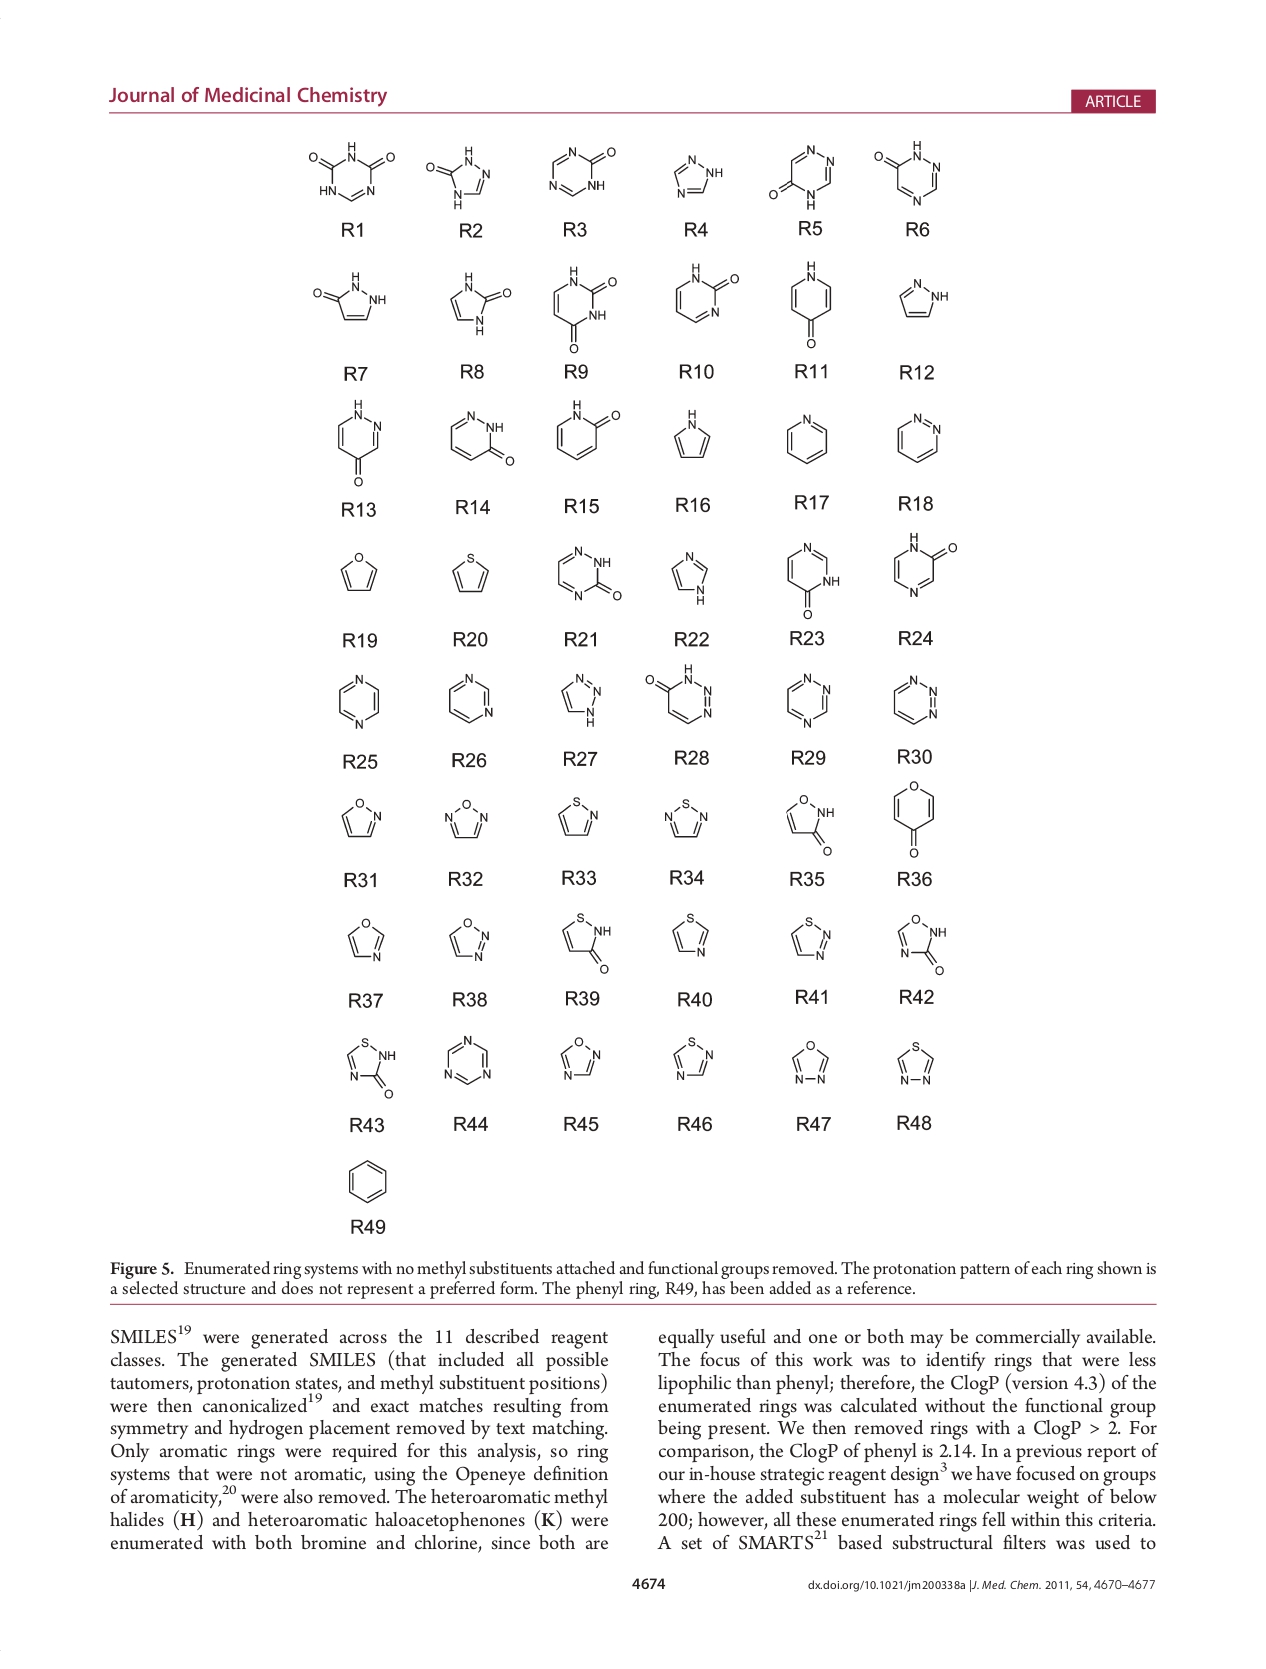 Journal of Medicinal Chemistry
ARTICLE
R1 R2 R3 R4 R5 R6
R7 R8 R9 R10 R11 R12
R13 R14 R15 R16 R17 R18
R19 R20 R21 R22 R23 R24
R25 R26 R27 R28 R29 R30
R31 R32 R33 R34 R35 R36
R37 R38 R39 R40 R41 R42
R43 R44 R45 R46 R47 R48
R49
Figure 5. Enumerated ring systems with no methyl substituents attached and functional groups removed. The protonation pattern of each ring shown is
a selected structure and does not represent a preferred form. The phenyl ring, R49, has been added as a reference.
SMILES19 were generated across the 11 described reagent
classes. The generated SMILES (that included all possible
tautomers, protonation states, and methyl substituent positions)
were then canonicalized19 and exact matches resulting from
symmetry and hydrogen placement removed by text matching.
Only aromatic rings were required for this analysis, so ring
systems that were not aromatic, using the Openeye definition
of aromaticity,20 were also removed. The heteroaromatic methyl
halides (H) and heteroaromatic haloacetophenones (K) were
enumerated with both bromine and chlorine, since both are
equally useful and one or both may be commercially available.
The focus of this work was to identify rings that were less
lipophilic than phenyl; therefore, the ClogP (version 4.3) of the
enumerated rings was calculated without the functional group
being present. We then removed rings with a ClogP > 2. For
comparison, the ClogP of phenyl is 2.14. In a previous report of
our in-house strategic reagent design3 we have focused on groups
where the added substituent has a molecular weight of below
200; however, all these enumerated rings fell within this criteria.
A set of SMARTS21 based substructural filters was used to
4674
dx.doi.org/10.1021/jm200338a |J. Med. Chem. 2011, 54, 4670–4677